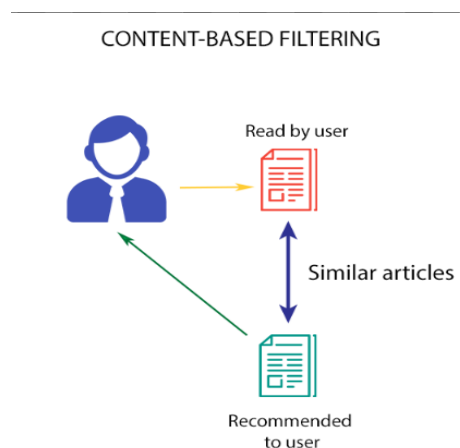 CONTENT-BASED FILTERING
Read by user
Similar articles
Recommended
to user